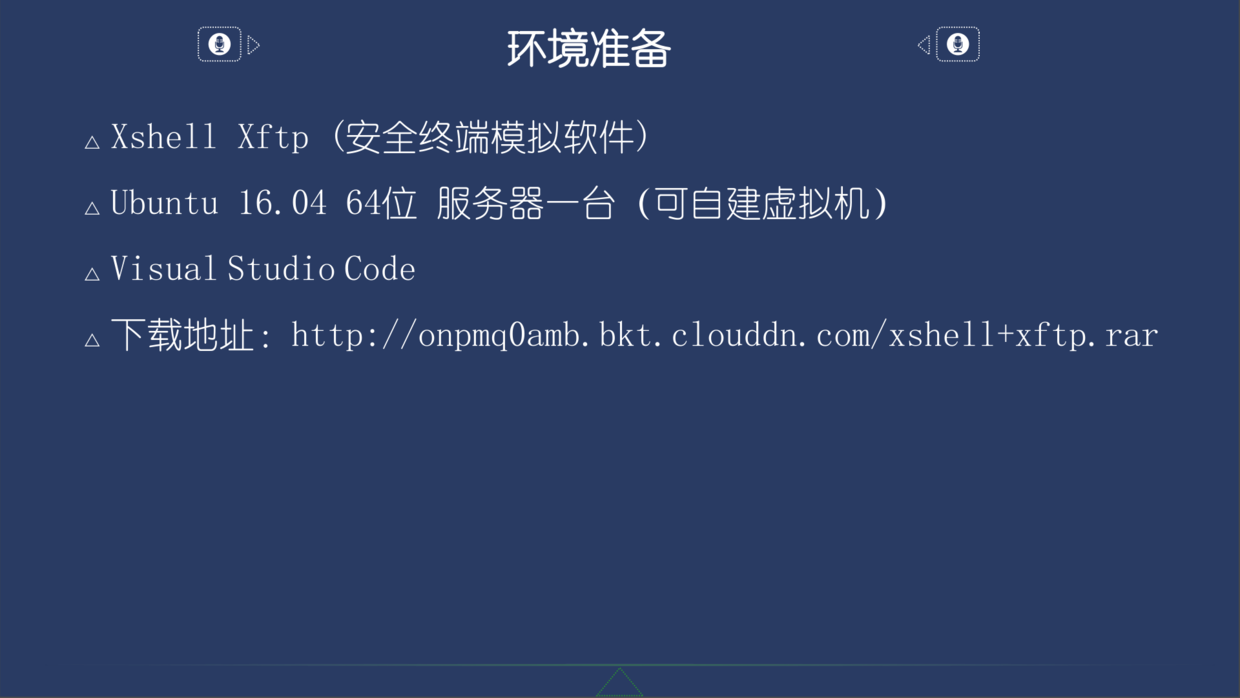 环境准备
Xshell Xftp (安全终端模拟软件)
Ubuntu 16.04 64位 服务器一台 (可自建虚拟机)
Visual Studio Code
下载地址: http://onpmq0amb.bkt.clouddn.com/xshell+xftp.rar